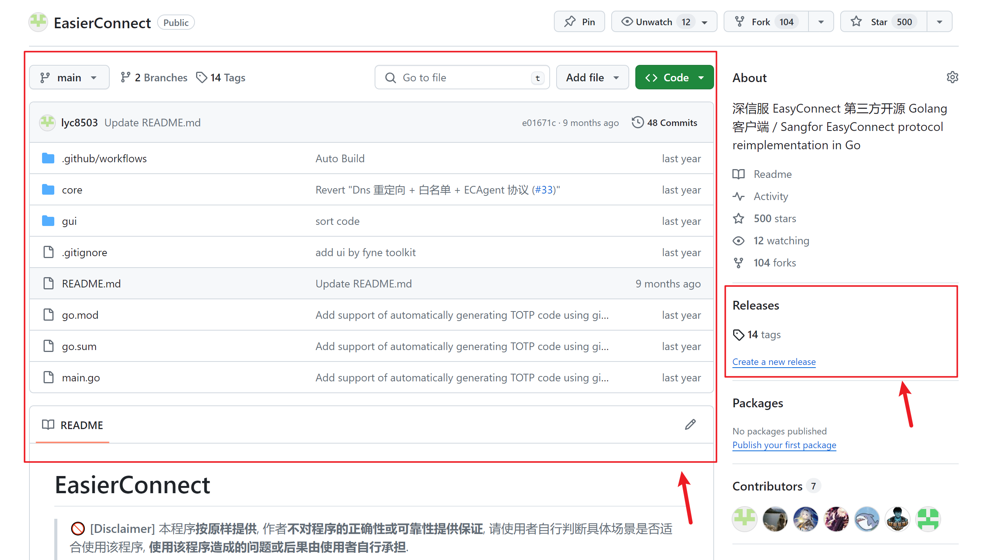 EasierConnect Public
Pin Unwatch 12 Fork 104 Star 500
main 2 Branches 14 Tags Go to file t Add file Code
lyc8503 Update README.md e01671c · 9 months ago 48 Commits
.github/workflows Auto Build last year
core Revert "Dns 重定向 + 白名单 + ECAgent 协议 (#33)" last year
gui sort code last year
.gitignore add ui by fyne toolkit last year
README.md Update README.md 9 months ago
go.mod Add support of automatically generating TOTP code using gi... last year
go.sum Add support of automatically generating TOTP code using gi... last year
main.go Add support of automatically generating TOTP code using gi... last year
README
EasierConnect
[Disclaimer] 本程序按原样提供, 作者不对程序的正确性或可靠性提供保证, 请使用者自行判断具体场景是否适
合使用该程序, 使用该程序造成的问题或后果由使用者自行承担.
About
深信服 EasyConnect 第三方开源 Golang
客户端 / Sangfor EasyConnect protocol
reimplementation in Go
Readme
Activity
500 stars
12 watching
104 forks
Releases
14 tags
Create a new release
Packages
No packages published
Publish your first package
Contributors 7